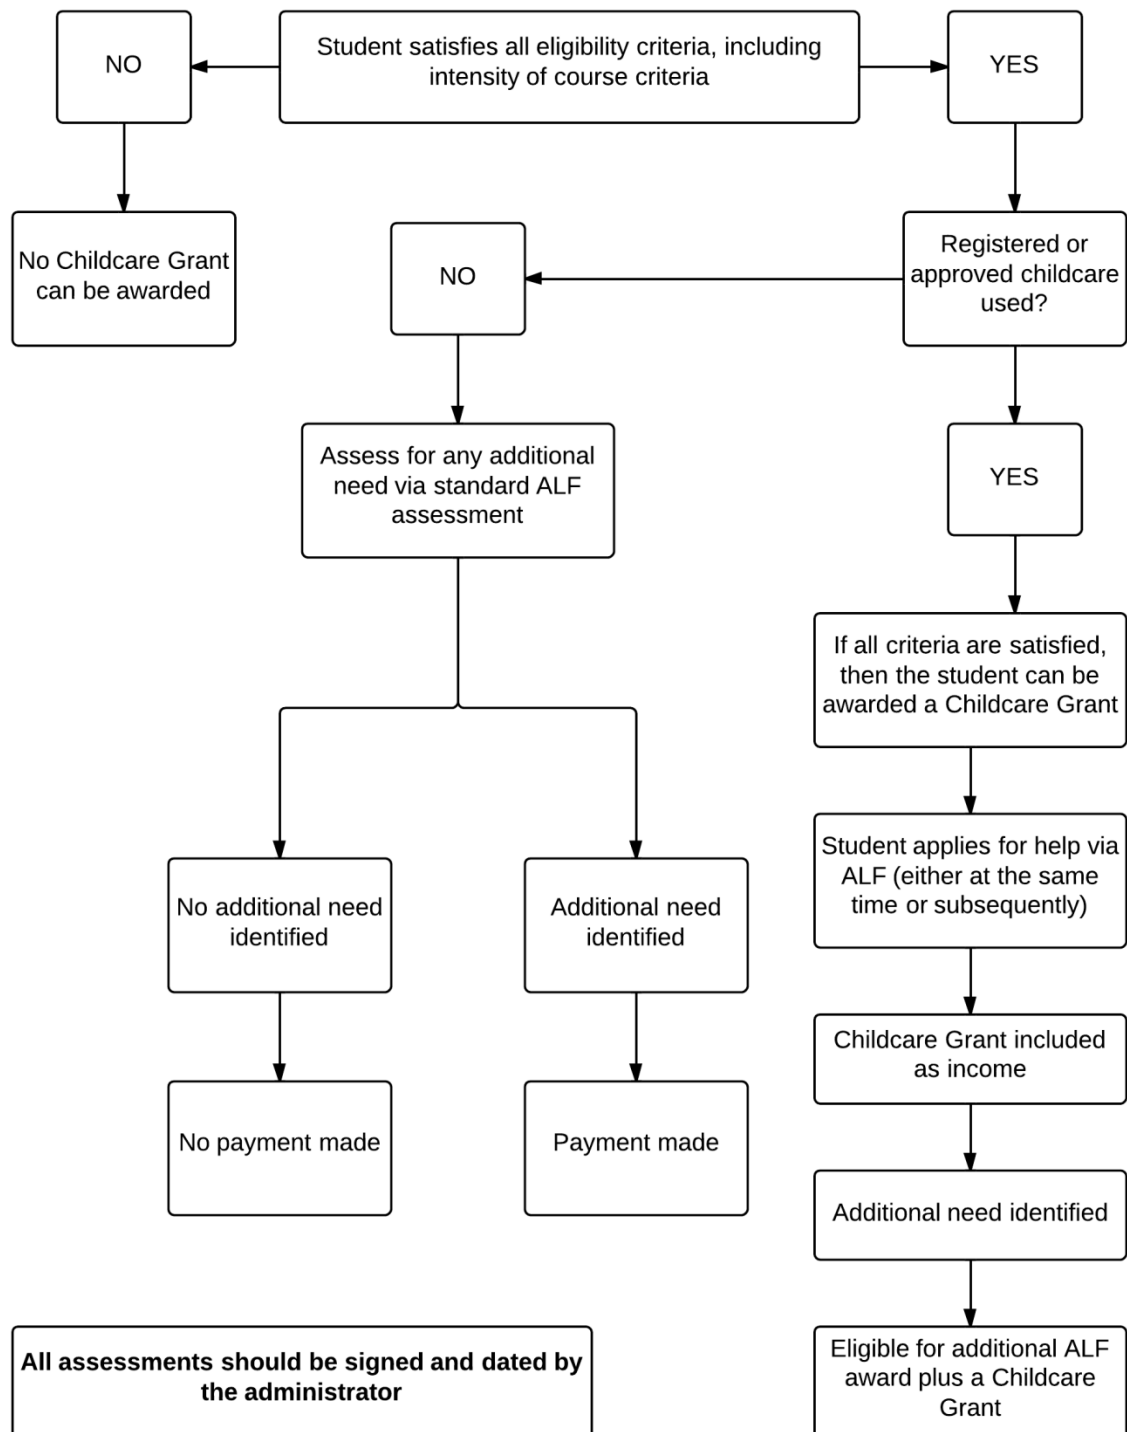 NO
Student satisfies all eligibility criteria, including
intensity of course criteria
YES
No Childcare Grant
can be awarded
NO
Registered or
approved childcare
used?
Assess for any additional
need via standard ALF
assessment
YES
If all criteria are satisfied,
then the student can be
awarded a Childcare Grant
Student applies for help via
ALF (either at the same
time or subsequently)
No additional need
identified
Additional need
identified
Childcare Grant included
as income
No payment made
Payment made
Additional need identified
All assessments should be signed and dated by
the administrator
Eligible for additional ALF
award plus a Childcare
Grant